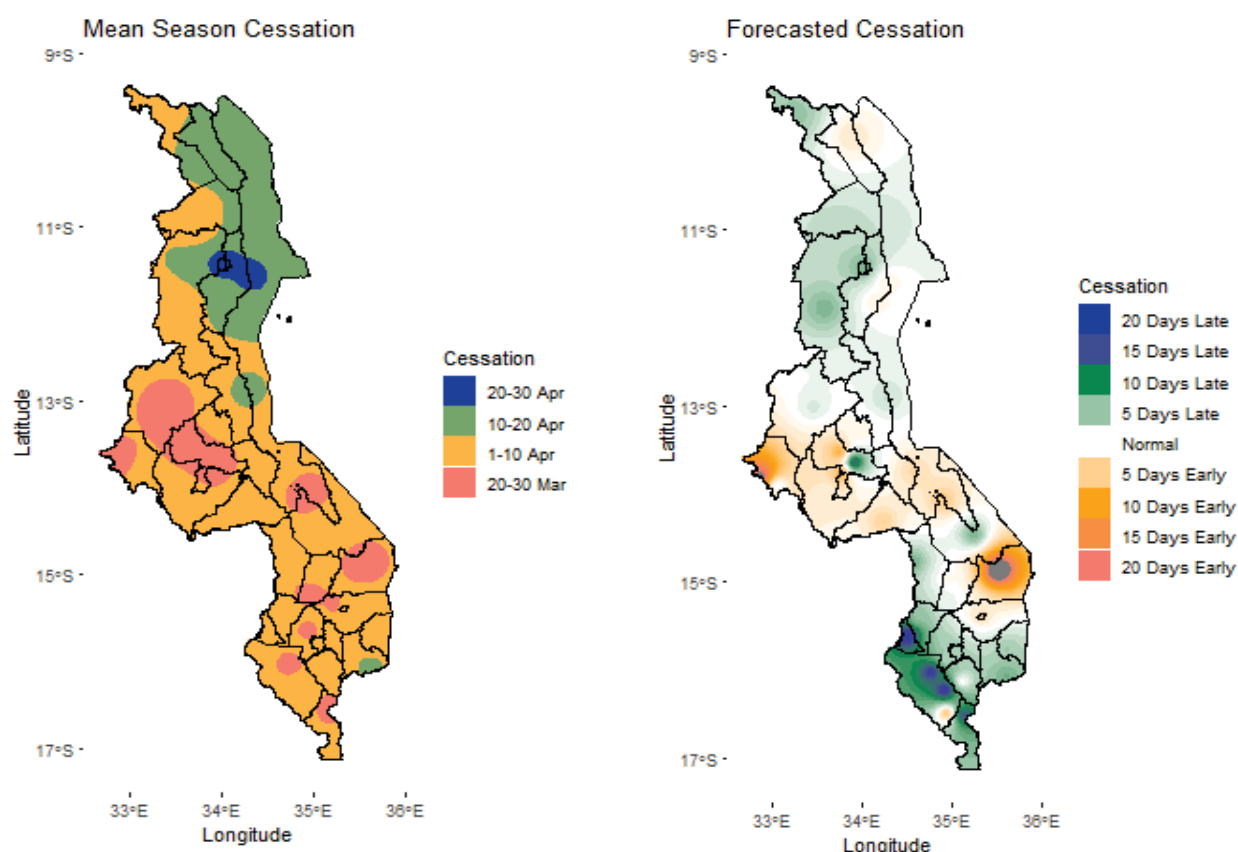 Mean Season Cessation
9°S
11°S
13°S
15°S
17°S
Latitude
33°E 34°E 35°E 36°E
Longitude
Cessation
20-30 Apr
10-20 Apr
1-10 Apr
20-30 Mar
Forecasted Cessation
9°S
11°S
13°S
15°S
17°S
Latitude
33°E 34°E 35°E 36°E
Longitude
Cessation
20 Days Late
15 Days Late
10 Days Late
5 Days Late
Normal
5 Days Early
10 Days Early
15 Days Early
20 Days Early